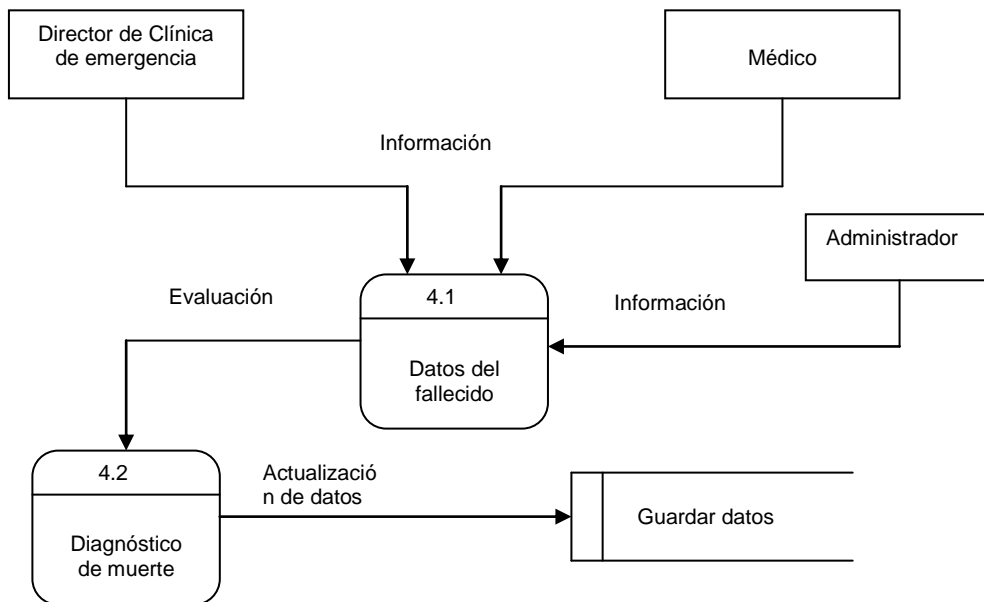 Director de Clínica
de emergencia
Médico
Información
Administrador
Evaluación
4.1
Información
Datos del
fallecido
4.2
Actualizació
n de datos
Guardar datos
Diagnóstico
de muerte